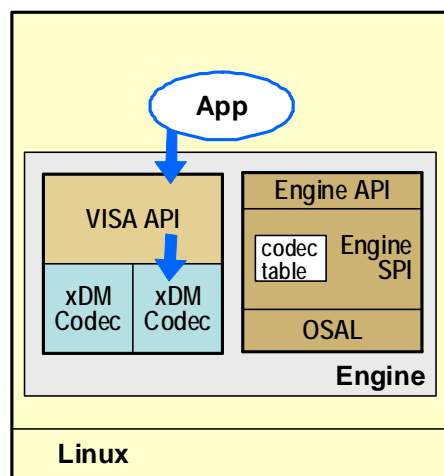 App
VISA API
xDM
Codec
xDM
Codec
Engine API
codec
table
Engine
SPI
OSAL
Engine
Linux